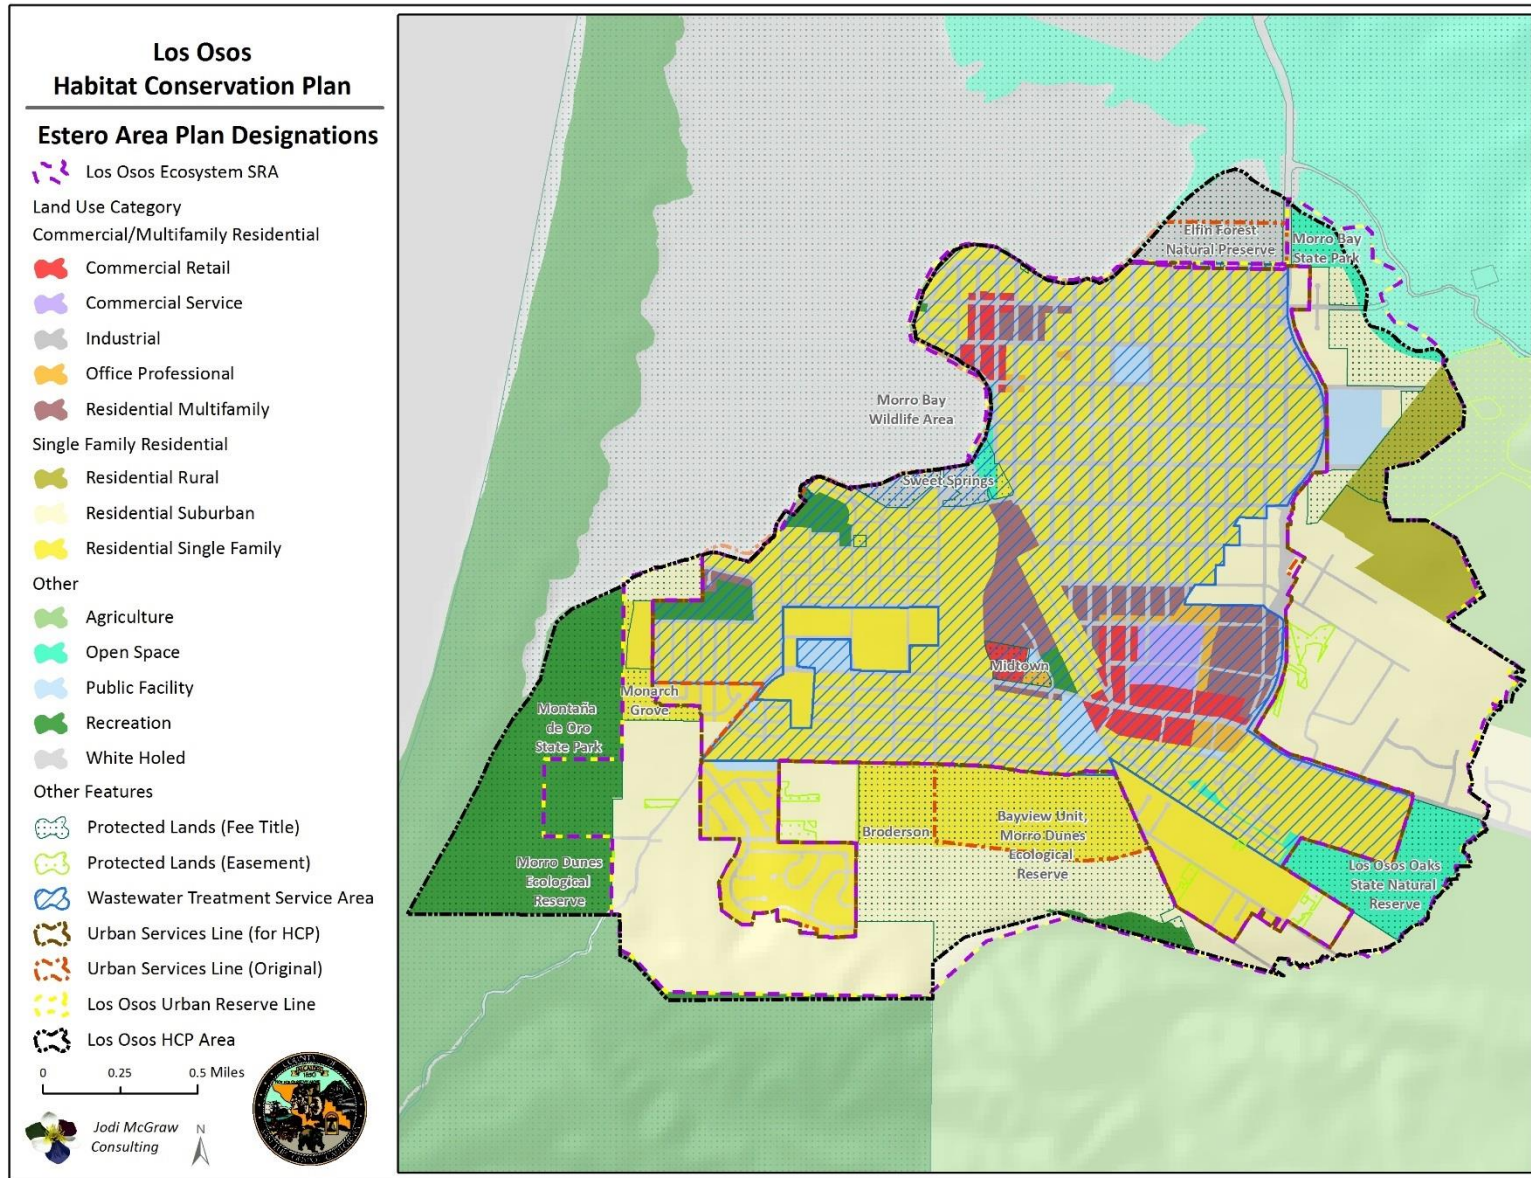 Los Osos
Habitat Conservation Plan
Estero Area Plan Designations
Los Osos Ecosystem SRA
Land Use Category
Commercial/Multifamily Residential
Commercial Retail
Commercial Service
Industrial
Office Professional
Residential Multifamily
Single Family Residential
Residential Rural
Residential Suburban
Residential Single Family
Other
Agriculture
Open Space
Public Facility
Recreation
White Holed
Other Features
Protected Lands (Fee Title)
Protected Lands (Easement)
Wastewater Treatment Service Area
Urban Services Line (for HCP)
Urban Services Line (Original)
Los Osos Urban Reserve Line
Los Osos HCP Area
0 0.25 0.5 Miles
Jodi McGraw
Consulting
N
Elfin Forest
Natural Preserve
Morro Bay
State Park
Morro Bay
Wildlife Area
Sweet Springs
Midtown
Monarch
Grove
Montaña
de Oro
State Park
Broderson
Bayview Unit,
Morro Dunes
Ecological
Reserve
Morro Dunes
Ecological
Reserve
Los Osos Oaks
State Natural
Reserve